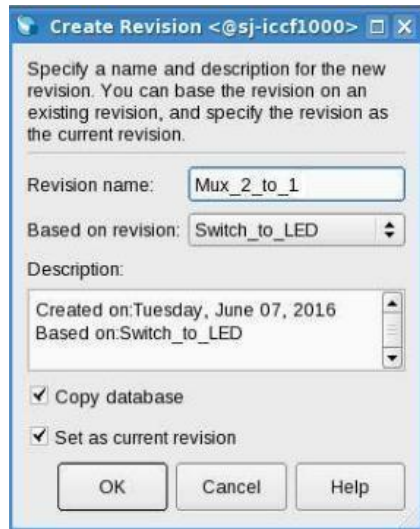 Create Revision <@sj-iccf1000>
Specify a name and description for the new
revision. You can base the revision on an
existing revision, and specify the revision as
the current revision.
Revision name: Mux_2_to_1
Based on revision: Switch_to_LED
Description:
Created on:Tuesday, June 07, 2016
Based on:Switch_to_LED
Copy database
Set as current revision
OK Cancel Help